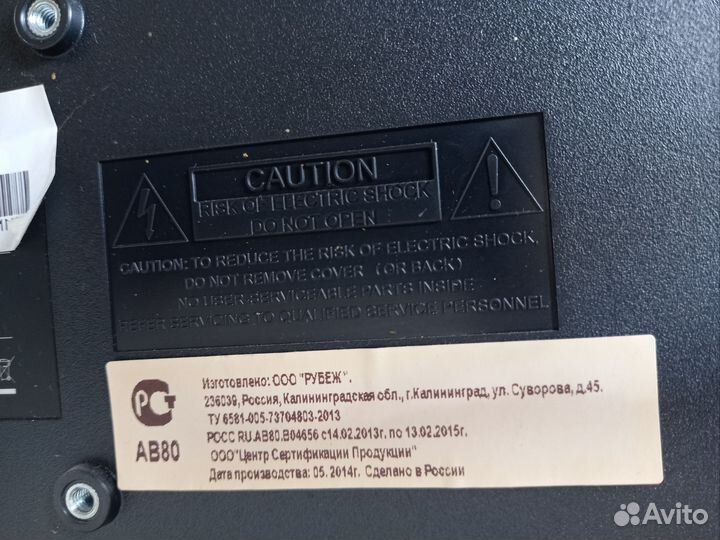 CAUTION
RISK OF ELECTRIC SHOCK
DO NOT OPEN
CAUTION: TO REDUCE THE RISK OF ELECTRIC SHOCK.
DO NOT REMOVE COVER (OR BACK)
NO USER-SERVICEABLE PARTS INSIDE
REFER SERVICING TO QUALIFIED SERVICE PERSONNEL
РСТ
АВ80
Изготовлено: ООО "РУБЕЖ".
236039, Россия, Калининградская обл., г.Калининград, ул. Суворова, д.45.
ТУ 6581-005-73704803-2013
РОСС RU.АВ80.В04656 с14.02.2013г. по 13.02.2015г.
ООО"Центр Сертификации Продукции"
Дата производства: 05. 2014г. Сделано в России
Avito